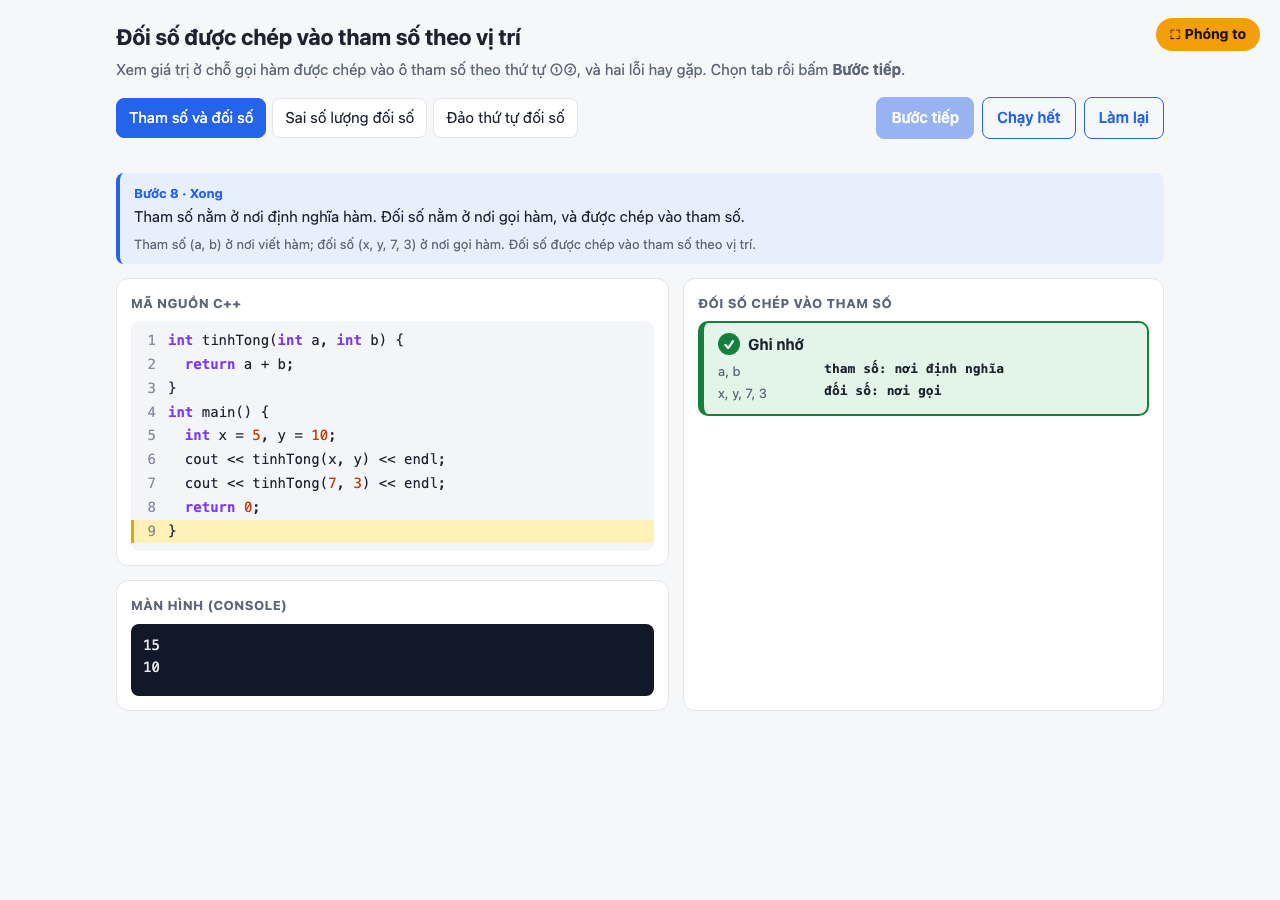 Đối số được chép vào tham số theo vị trí
⛶ Phóng to
Xem giá trị ở chỗ gọi hàm được chép vào ô tham số theo thứ tự ①②, và hai lỗi hay gặp. Chọn tab rồi bấm Bước tiếp.
Tham số và đối số
Sai số lượng đối số
Đảo thứ tự đối số
Bước tiếp
Chạy hết
Làm lại
Bước 8 · Xong
Tham số nằm ở nơi định nghĩa hàm. Đối số nằm ở nơi gọi hàm, và được chép vào tham số.
Tham số (a, b) ở nơi viết hàm; đối số (x, y, 7, 3) ở nơi gọi hàm. Đối số được chép vào tham số theo vị trí.
MÃ NGUỒN C++
1 int tinhTong(int a, int b) {
2   return a + b;
3 }
4 int main() {
5   int x = 5, y = 10;
6   cout << tinhTong(x, y) << endl;
7   cout << tinhTong(7, 3) << endl;
8   return 0;
9 }
MÀN HÌNH (CONSOLE)
15
10
ĐỐI SỐ CHÉP VÀO THAM SỐ
Ghi nhớ
a, b tham số: nơi định nghĩa
x, y, 7, 3 đối số: nơi gọi